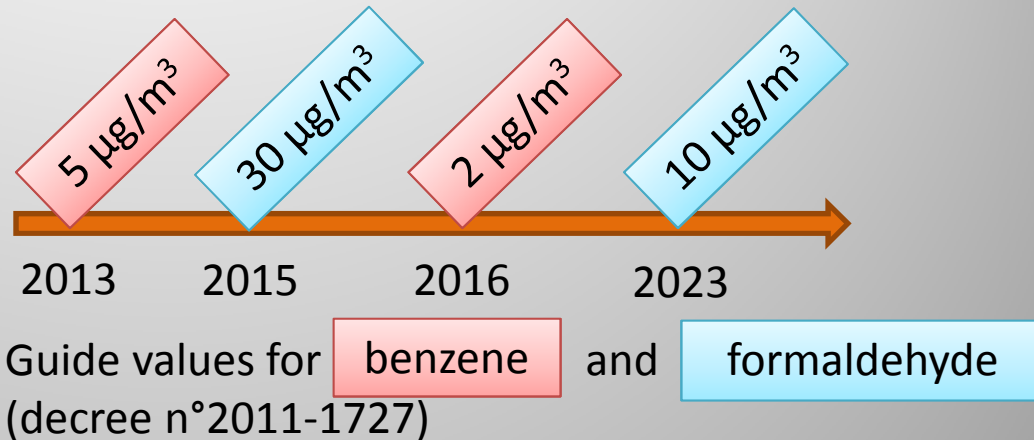 5 µg/m³
30 µg/m³
2 µg/m³
10 µg/m³
2013 2015 2016 2023
Guide values for benzene and formaldehyde
(decree n°2011-1727)